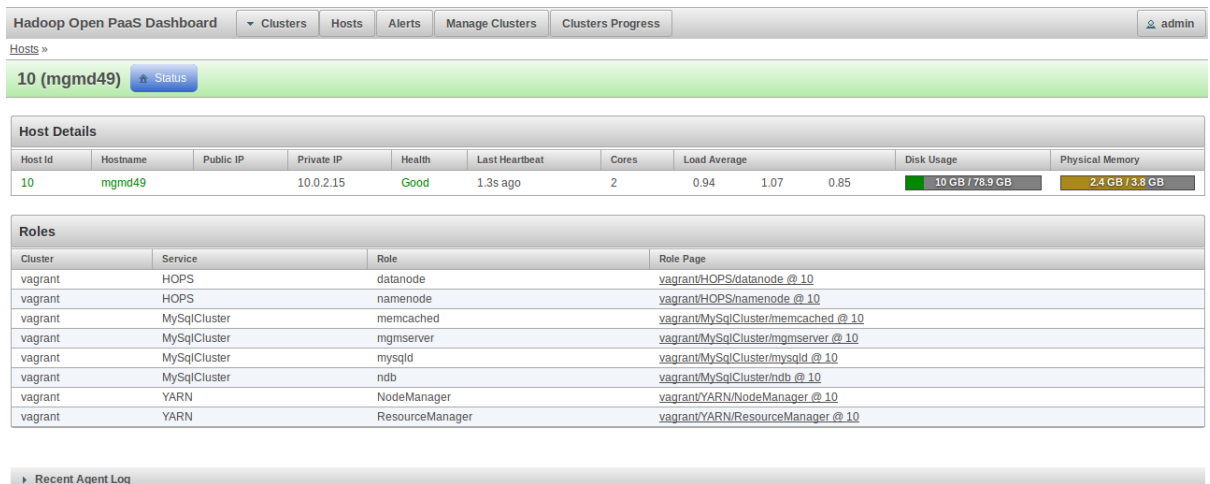 Hadoop Open PaaS Dashboard Clusters Hosts Alerts Manage Clusters Clusters Progress admin
Hosts »
10 (mgmd49) Status
Host Details
Host Id Hostname Public IP Private IP Health Last Heartbeat Cores Load Average Disk Usage Physical Memory
10 mgmd49 10.0.2.15 Good 1.3s ago 2 0.94 1.07 0.85 10 GB / 78.9 GB 2.4 GB / 3.8 GB
Roles
Cluster Service Role Role Page
vagrant HOPS datanode vagrant/HOPS/datanode @ 10
vagrant HOPS namenode vagrant/HOPS/namenode @ 10
vagrant MySqlCluster memcached vagrant/MySqlCluster/memcached @ 10
vagrant MySqlCluster mgmserver vagrant/MySqlCluster/mgmserver @ 10
vagrant MySqlCluster mysqld vagrant/MySqlCluster/mysqld @ 10
vagrant MySqlCluster ndb vagrant/MySqlCluster/ndb @ 10
vagrant YARN NodeManager vagrant/YARN/NodeManager @ 10
vagrant YARN ResourceManager vagrant/YARN/ResourceManager @ 10
Recent Agent Log